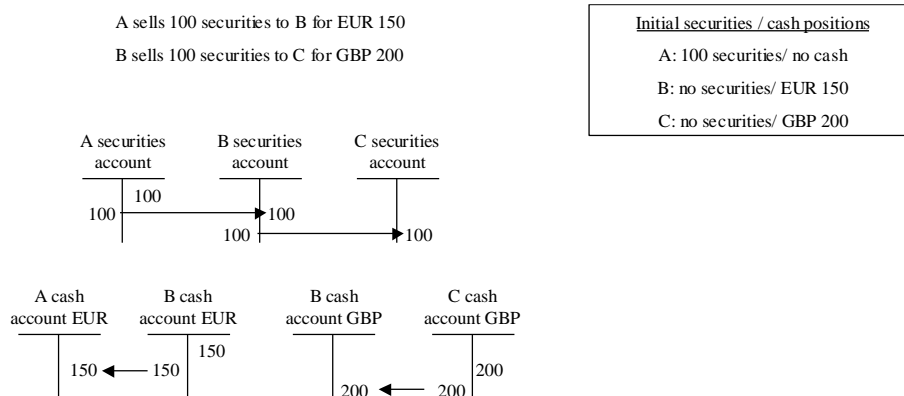 A sells 100 securities to B for EUR 150
B sells 100 securities to C for GBP 200
Initial securities / cash positions
A: 100 securities/ no cash
B: no securities/ EUR 150
C: no securities/ GBP 200
A securities account
B securities account
C securities account
100
100 100
100 100
A cash account EUR
B cash account EUR
B cash account GBP
C cash account GBP
150
150 150 200
200 200